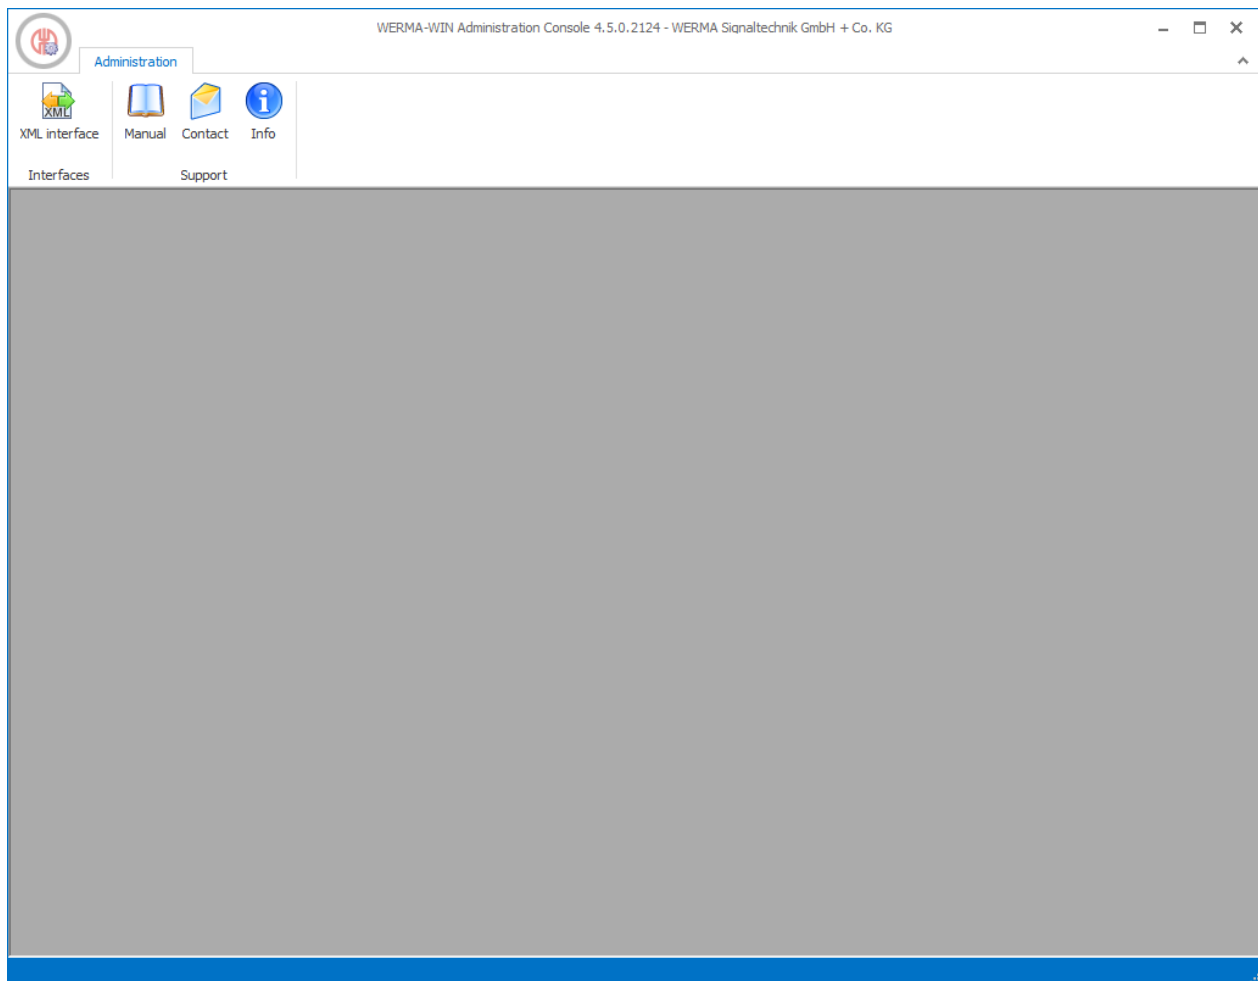 WERMA-WIN Administration Console 4.5.0.2124 - WERMA Signaltechnik GmbH + Co. KG
Administration
XML
XML interface
Manual
Contact
Info
Interfaces
Support